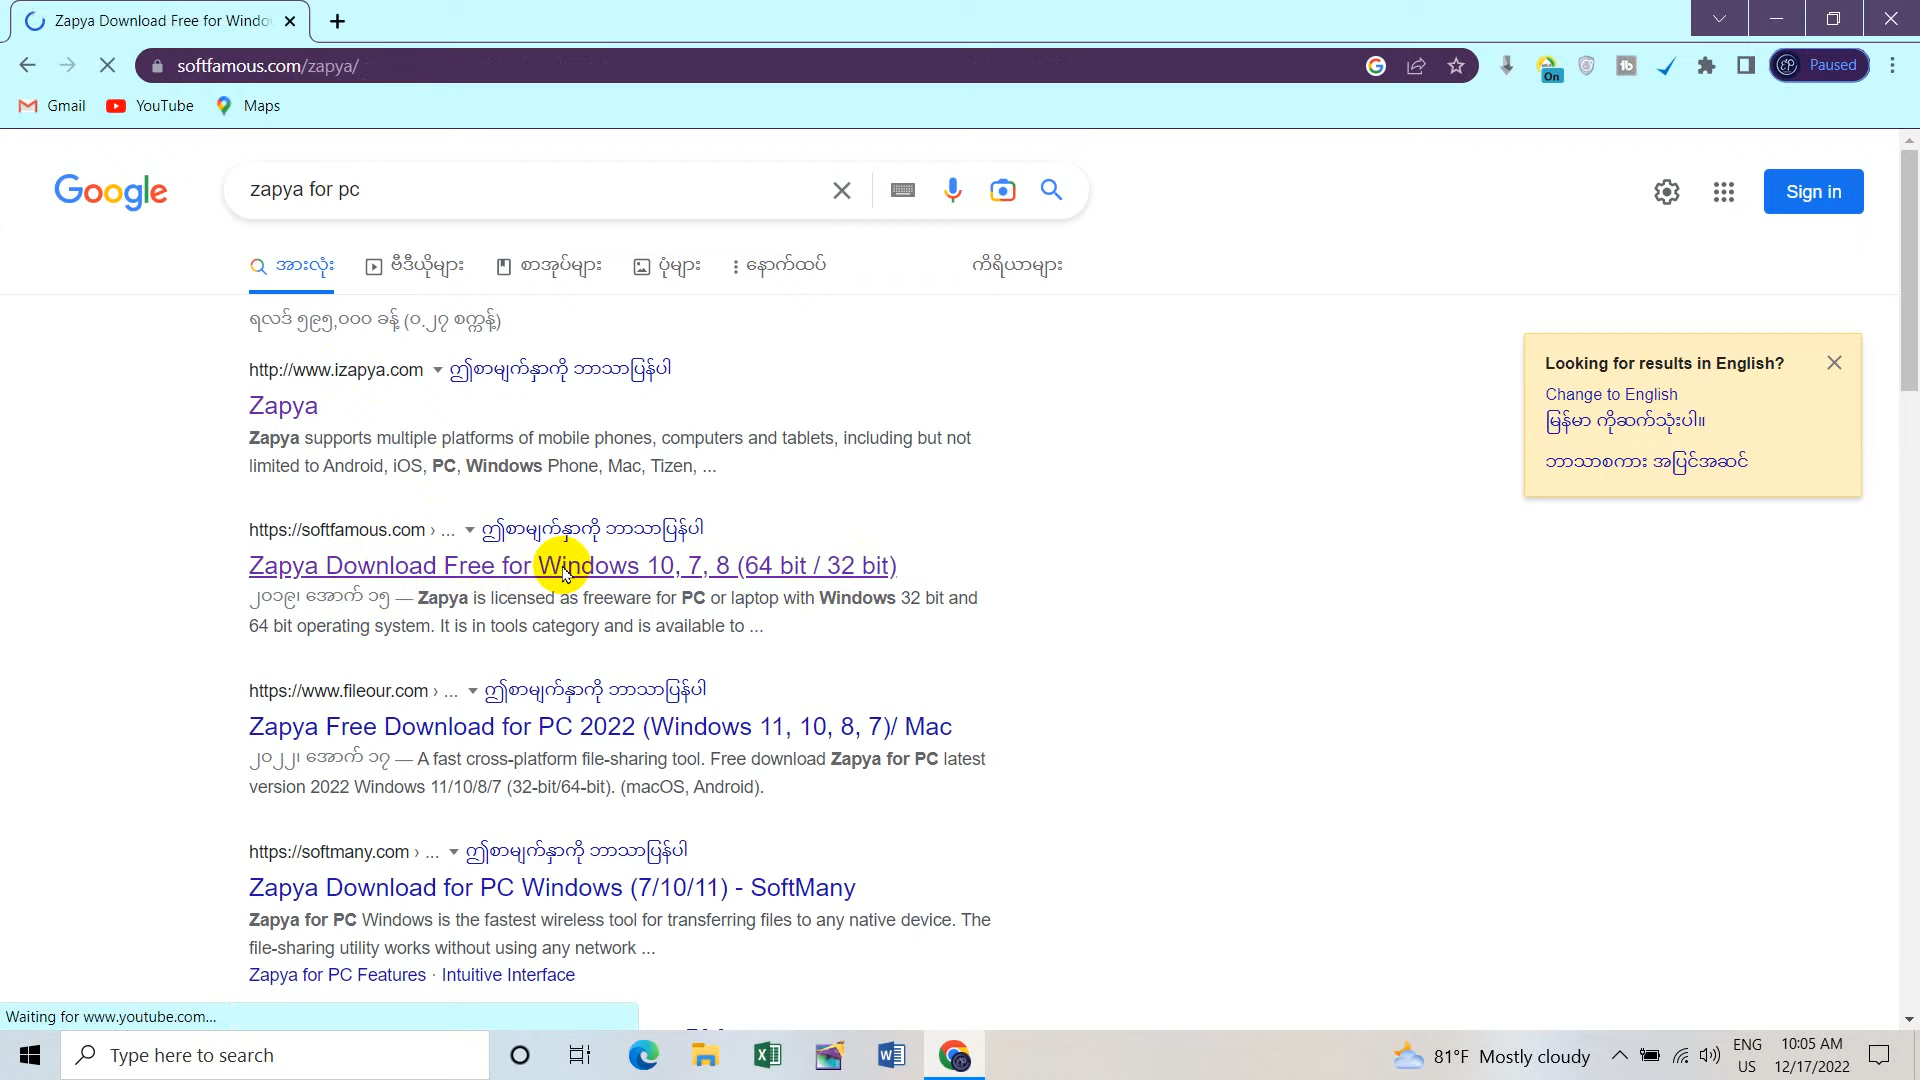 Zapya Download Free for Windo
softfamous.com/zapya/
On
Paused
Gmail
YouTube
Maps
Google
zapya for pc
Sign in
အားလုံး
ဗီဒီယိုများ
စာအုပ်များ
ပုံများ
နောက်ထပ်
ကိရိယာများ
ရလဒ် ၅၉၅,၀၀၀ ခန့် (၀.၂၇ စက္ကန့်)
http://www.izapya.com ဤစာမျက်နှာကို ဘာသာပြန်ပါ
Zapya
Zapya supports multiple platforms of mobile phones, computers and tablets, including but not
limited to Android, iOS, PC, Windows Phone, Mac, Tizen, ...
Looking for results in English?
Change to English
မြန်မာ ကိုဆက်သုံးပါ။
ဘာသာစကား အပြင်အဆင်
https://softfamous.com › ... ဤစာမျက်နှာကို ဘာသာပြန်ပါ
Zapya Download Free for Windows 10, 7, 8 (64 bit / 32 bit)
၂၀၁၉၊ အောက် ၁၅ — Zapya is licensed as freeware for PC or laptop with Windows 32 bit and
64 bit operating system. It is in tools category and is available to ...
https://www.fileour.com › ... ဤစာမျက်နှာကို ဘာသာပြန်ပါ
Zapya Free Download for PC 2022 (Windows 11, 10, 8, 7)/ Mac
၂၀၂၂၊ အောက် ၁၇ — A fast cross-platform file-sharing tool. Free download Zapya for PC latest
version 2022 Windows 11/10/8/7 (32-bit/64-bit). (macOS, Android).
https://softmany.com › ... ဤစာမျက်နှာကို ဘာသာပြန်ပါ
Zapya Download for PC Windows (7/10/11) - SoftMany
Zapya for PC Windows is the fastest wireless tool for transferring files to any native device. The
file-sharing utility works without using any network ...
Zapya for PC Features · Intuitive Interface
Waiting for www.youtube.com...
Type here to search
81°F Mostly cloudy
ENG
US
10:05 AM
12/17/2022